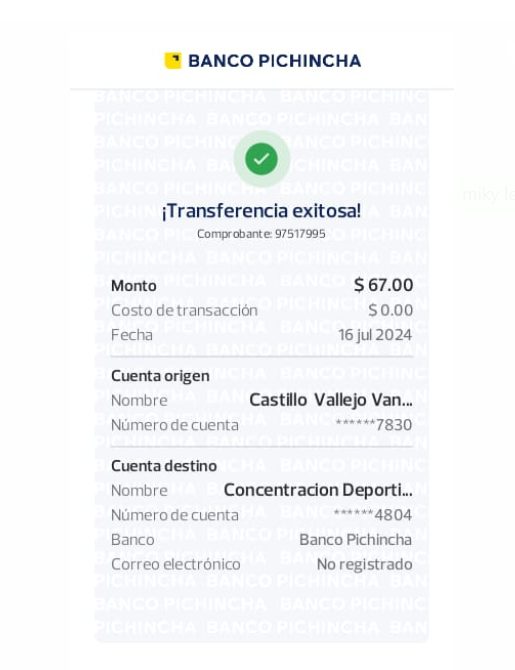 BANCO PICHINCHA
¡Transferencia exitosa!
Comprobante: 97517995
Monto $ 67.00
Costo de transacción $ 0.00
Fecha 16 jul 2024
Cuenta origen
Nombre Castillo Vallejo Van...
Número de cuenta ******7830
Cuenta destino
Nombre Concentracion Deporti...
Número de cuenta ******4804
Banco Banco Pichincha
Correo electrónico No registrado